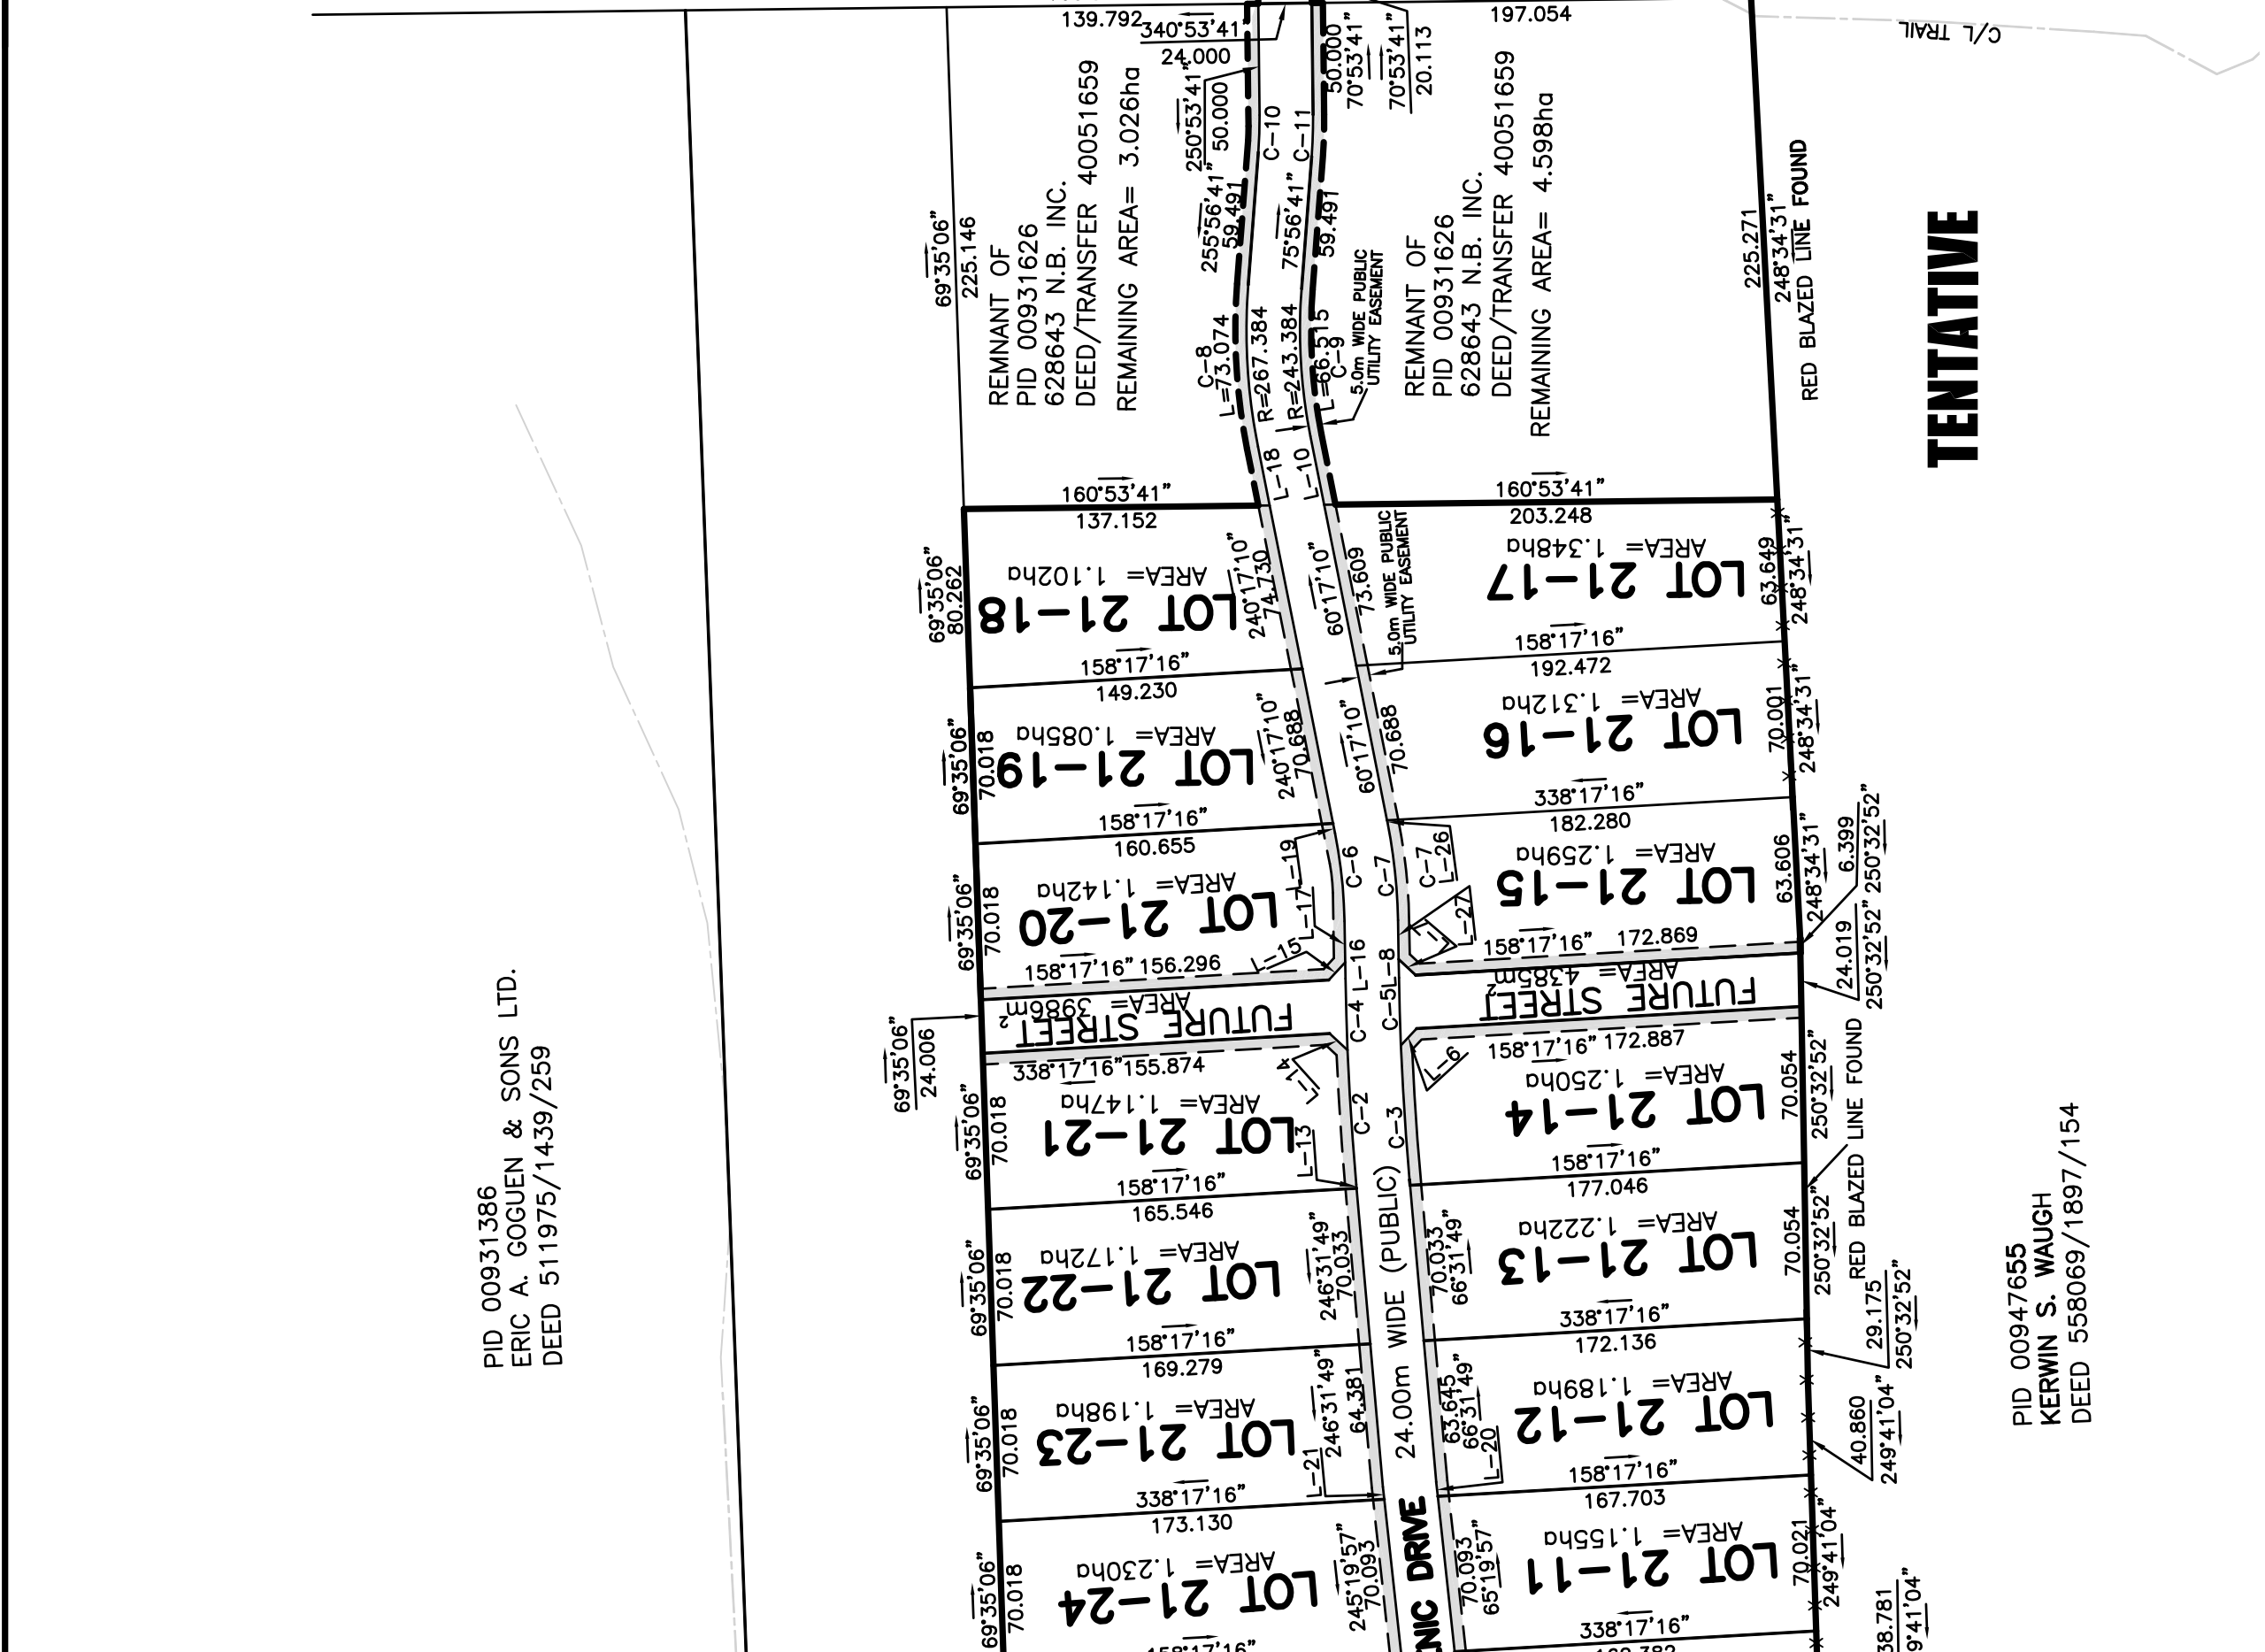 139.792
340°53'41"
24.000
250°53'41"
50.000
C-10
C-11
50.000
70°53'41"
70°53'41"
20.113
197.054
C/L TRAIL
69°35'06"
225.146
REMNANT OF
PID 00931626
628643 N.B. INC.
DEED/TRANSFER 40051659
REMAINING AREA= 3.026ha
255°56'41"
59.491
75°56'41"
59.491
C-8
L=73.074
R=267.384
R=243.384
L=66.515
C-9
5.0m WIDE PUBLIC
UTILITY EASEMENT
REMNANT OF
PID 00931626
628643 N.B. INC.
DEED/TRANSFER 40051659
REMAINING AREA= 4.598ha
225.271
248°34'31"
RED BLAZED LINE FOUND
TENTATIVE
L-18
L-10
160°53'41"
137.152
160°53'41"
203.248
69°35'06"
80.262
AREA= 1.102ha
LOT 21-18
240°17'10"
74.730
60°17'10"
73.609
5.0m WIDE PUBLIC
UTILITY EASEMENT
AREA= 1.348ha
LOT 21-17
63.649
248°34'31"
158°17'16"
149.230
158°17'16"
192.472
69°35'06"
70.018
AREA= 1.085ha
LOT 21-19
240°17'10"
70.688
60°17'10"
70.688
AREA= 1.312ha
LOT 21-16
70.001
248°34'31"
158°17'16"
160.655
338°17'16"
182.280
69°35'06"
70.018
AREA= 1.142ha
LOT 21-20
L-19
L-17
C-6
C-7
C-7
L-26
L-27
L-7
AREA= 1.259ha
LOT 21-15
63.606
248°34'31"
6.399
250°32'52"
158°17'16" 156.296
L-15
L-16
L-8
158°17'16" 172.869
24.019
250°32'52"
AREA= 3986m2
FUTURE STREET
C-4
C-5
AREA= 4385m2
FUTURE STREET
69°35'06"
24.006
338°17'16" 155.874
L-14
L-6
158°17'16" 172.887
69°35'06"
70.018
AREA= 1.147ha
LOT 21-21
L-13
C-2
C-3
AREA= 1.250ha
LOT 21-14
70.054
250°32'52"
RED BLAZED LINE FOUND
158°17'16"
165.546
158°17'16"
177.046
69°35'06"
70.018
AREA= 1.172ha
LOT 21-22
246°31'49"
70.033
70.033
66°31'49"
AREA= 1.222ha
LOT 21-13
70.054
250°32'52"
29.175
250°32'52"
158°17'16"
169.279
338°17'16"
172.136
69°35'06"
70.018
AREA= 1.198ha
LOT 21-23
L-21
246°31'49"
64.381
24.00m WIDE (PUBLIC)
63.645
66°31'49"
L-20
AREA= 1.189ha
LOT 21-12
40.860
249°41'04"
338°17'16"
173.130
158°17'16"
167.703
69°35'06"
70.018
AREA= 1.230ha
LOT 21-24
245°19'57"
70.093
NIC DRIVE
70.093
65°19'57"
AREA= 1.155ha
LOT 21-11
70.021
249°41'04"
38.781
9°41'04"
158°17'16"
338°17'16"
PID 00931386
ERIC A. GOGUEN & SONS LTD.
DEED 511975/1439/259
PID 00947655
KERWIN S. WAUGH
DEED 558069/1897/154